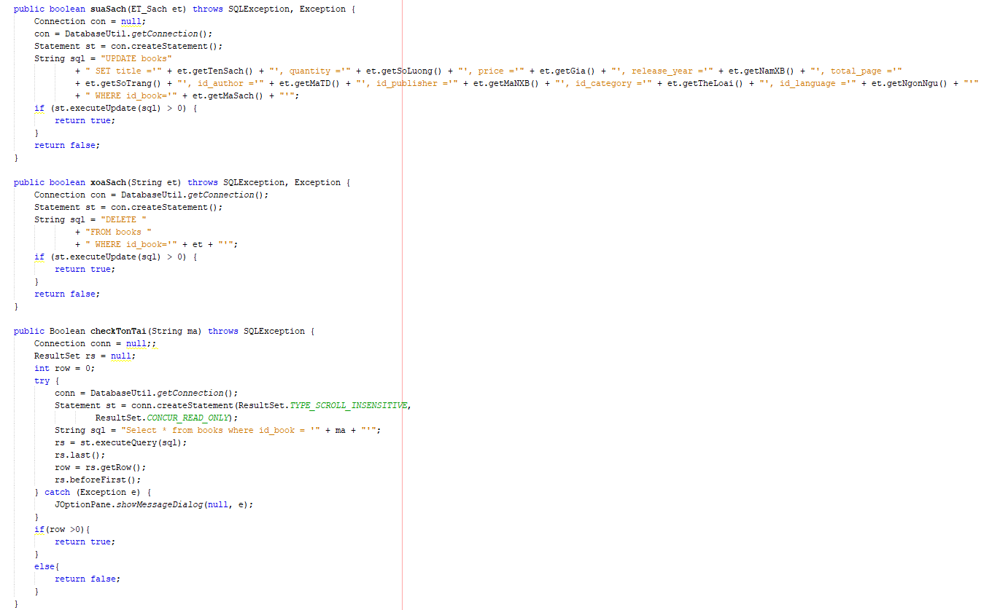 public boolean suaSach(ET_Sach et) throws SQLException, Exception {
    Connection con = null;
    con = DatabaseUtil.getConnection();
    Statement st = con.createStatement();
    String sql = "UPDATE books"
            + " SET title ='" + et.getTenSach() + "', quantity ='" + et.getSoLuong() + "', price ='" + et.getGia() + "', release_year ='" + et.getNamXB() + "', total_page ='"
            + et.getSoTrang() + "', id_author ='" + et.getMaTD() + "', id_publisher ='" + et.getMaNXB() + "', id_category ='" + et.getTheLoai() + "', id_language ='" + et.getNgonNgu() + "'"
            + " WHERE id_book='" + et.getMaSach() + "'";
    if (st.executeUpdate(sql) > 0) {
        return true;
    }
    return false;
}
public boolean xoaSach(String et) throws SQLException, Exception {
    Connection con = DatabaseUtil.getConnection();
    Statement st = con.createStatement();
    String sql = "DELETE "
            + "FROM books "
            + " WHERE id_book='" + et + "'";
    if (st.executeUpdate(sql) > 0) {
        return true;
    }
    return false;
}
public Boolean checkTonTai(String ma) throws SQLException {
    Connection conn = null;;
    ResultSet rs = null;
    int row = 0;
    try {
        conn = DatabaseUtil.getConnection();
        Statement st = conn.createStatement(ResultSet.TYPE_SCROLL_INSENSITIVE,
                ResultSet.CONCUR_READ_ONLY);
        String sql = "Select * from books where id_book = '" + ma + "'";
        rs = st.executeQuery(sql);
        rs.last();
        row = rs.getRow();
        rs.beforeFirst();
    } catch (Exception e) {
        JOptionPane.showMessageDialog(null, e);
    }
    if(row >0){
        return true;
    }
    else{
        return false;
    }
}